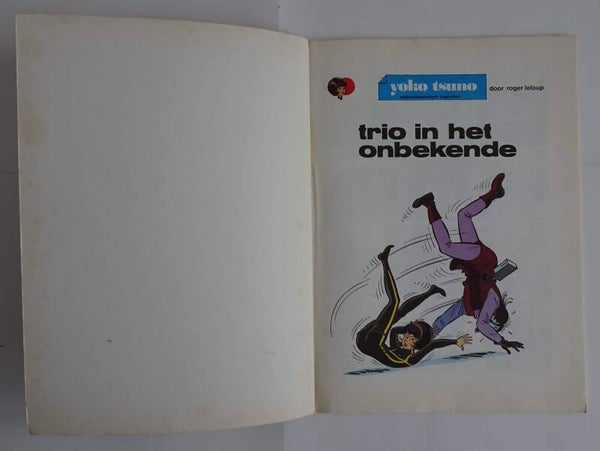 yoko tsuno
door roger leloup
trio in het
onbekende